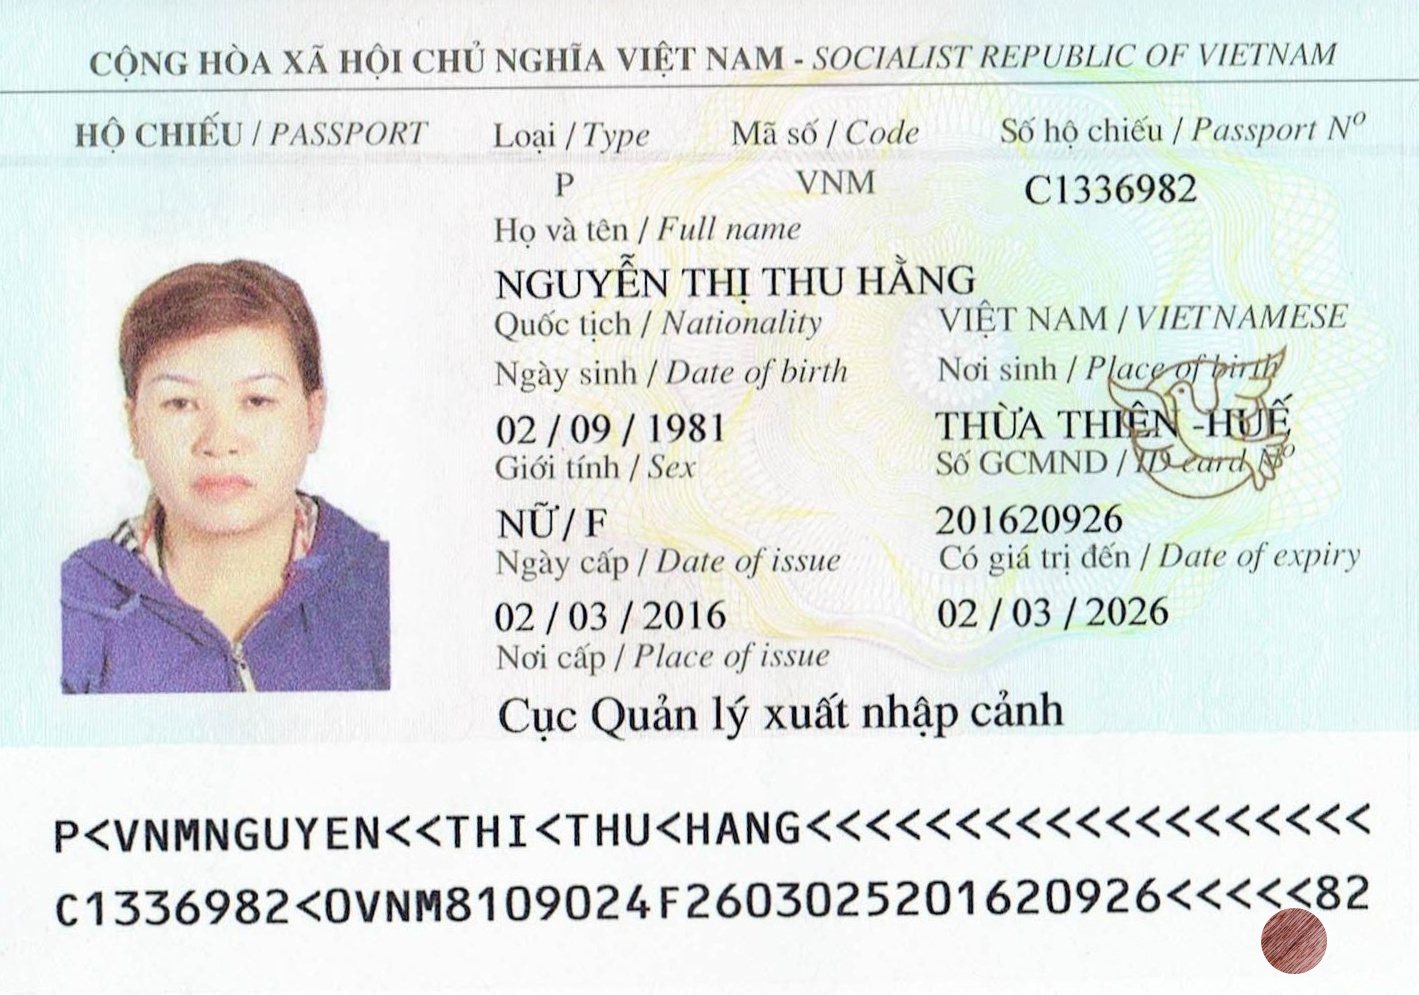 CỘNG HÒA XÃ HỘI CHỦ NGHĨA VIỆT NAM - SOCIALIST REPUBLIC OF VIETNAM
HỘ CHIẾU / PASSPORT Loại / Type Mã số / Code Số hộ chiếu / Passport Nº
P VNM C1336982
Họ và tên / Full name
NGUYỄN THỊ THU HẰNG
Quốc tịch / Nationality VIỆT NAM / VIETNAMESE
Ngày sinh / Date of birth Nơi sinh / Place of birth
02 / 09 / 1981 THỪA THIÊN -HUẾ
Giới tính / Sex Số GCMND / ID card Nº
NỮ / F 201620926
Ngày cấp / Date of issue Có giá trị đến / Date of expiry
02 / 03 / 2016 02 / 03 / 2026
Nơi cấp / Place of issue
Cục Quản lý xuất nhập cảnh
P<VNMNGUYEN<<THI<THU<HANG<<<<<<<<<<<<<<<<<<<
C1336982<0VNM8109024F2603025201620926<<<<<82